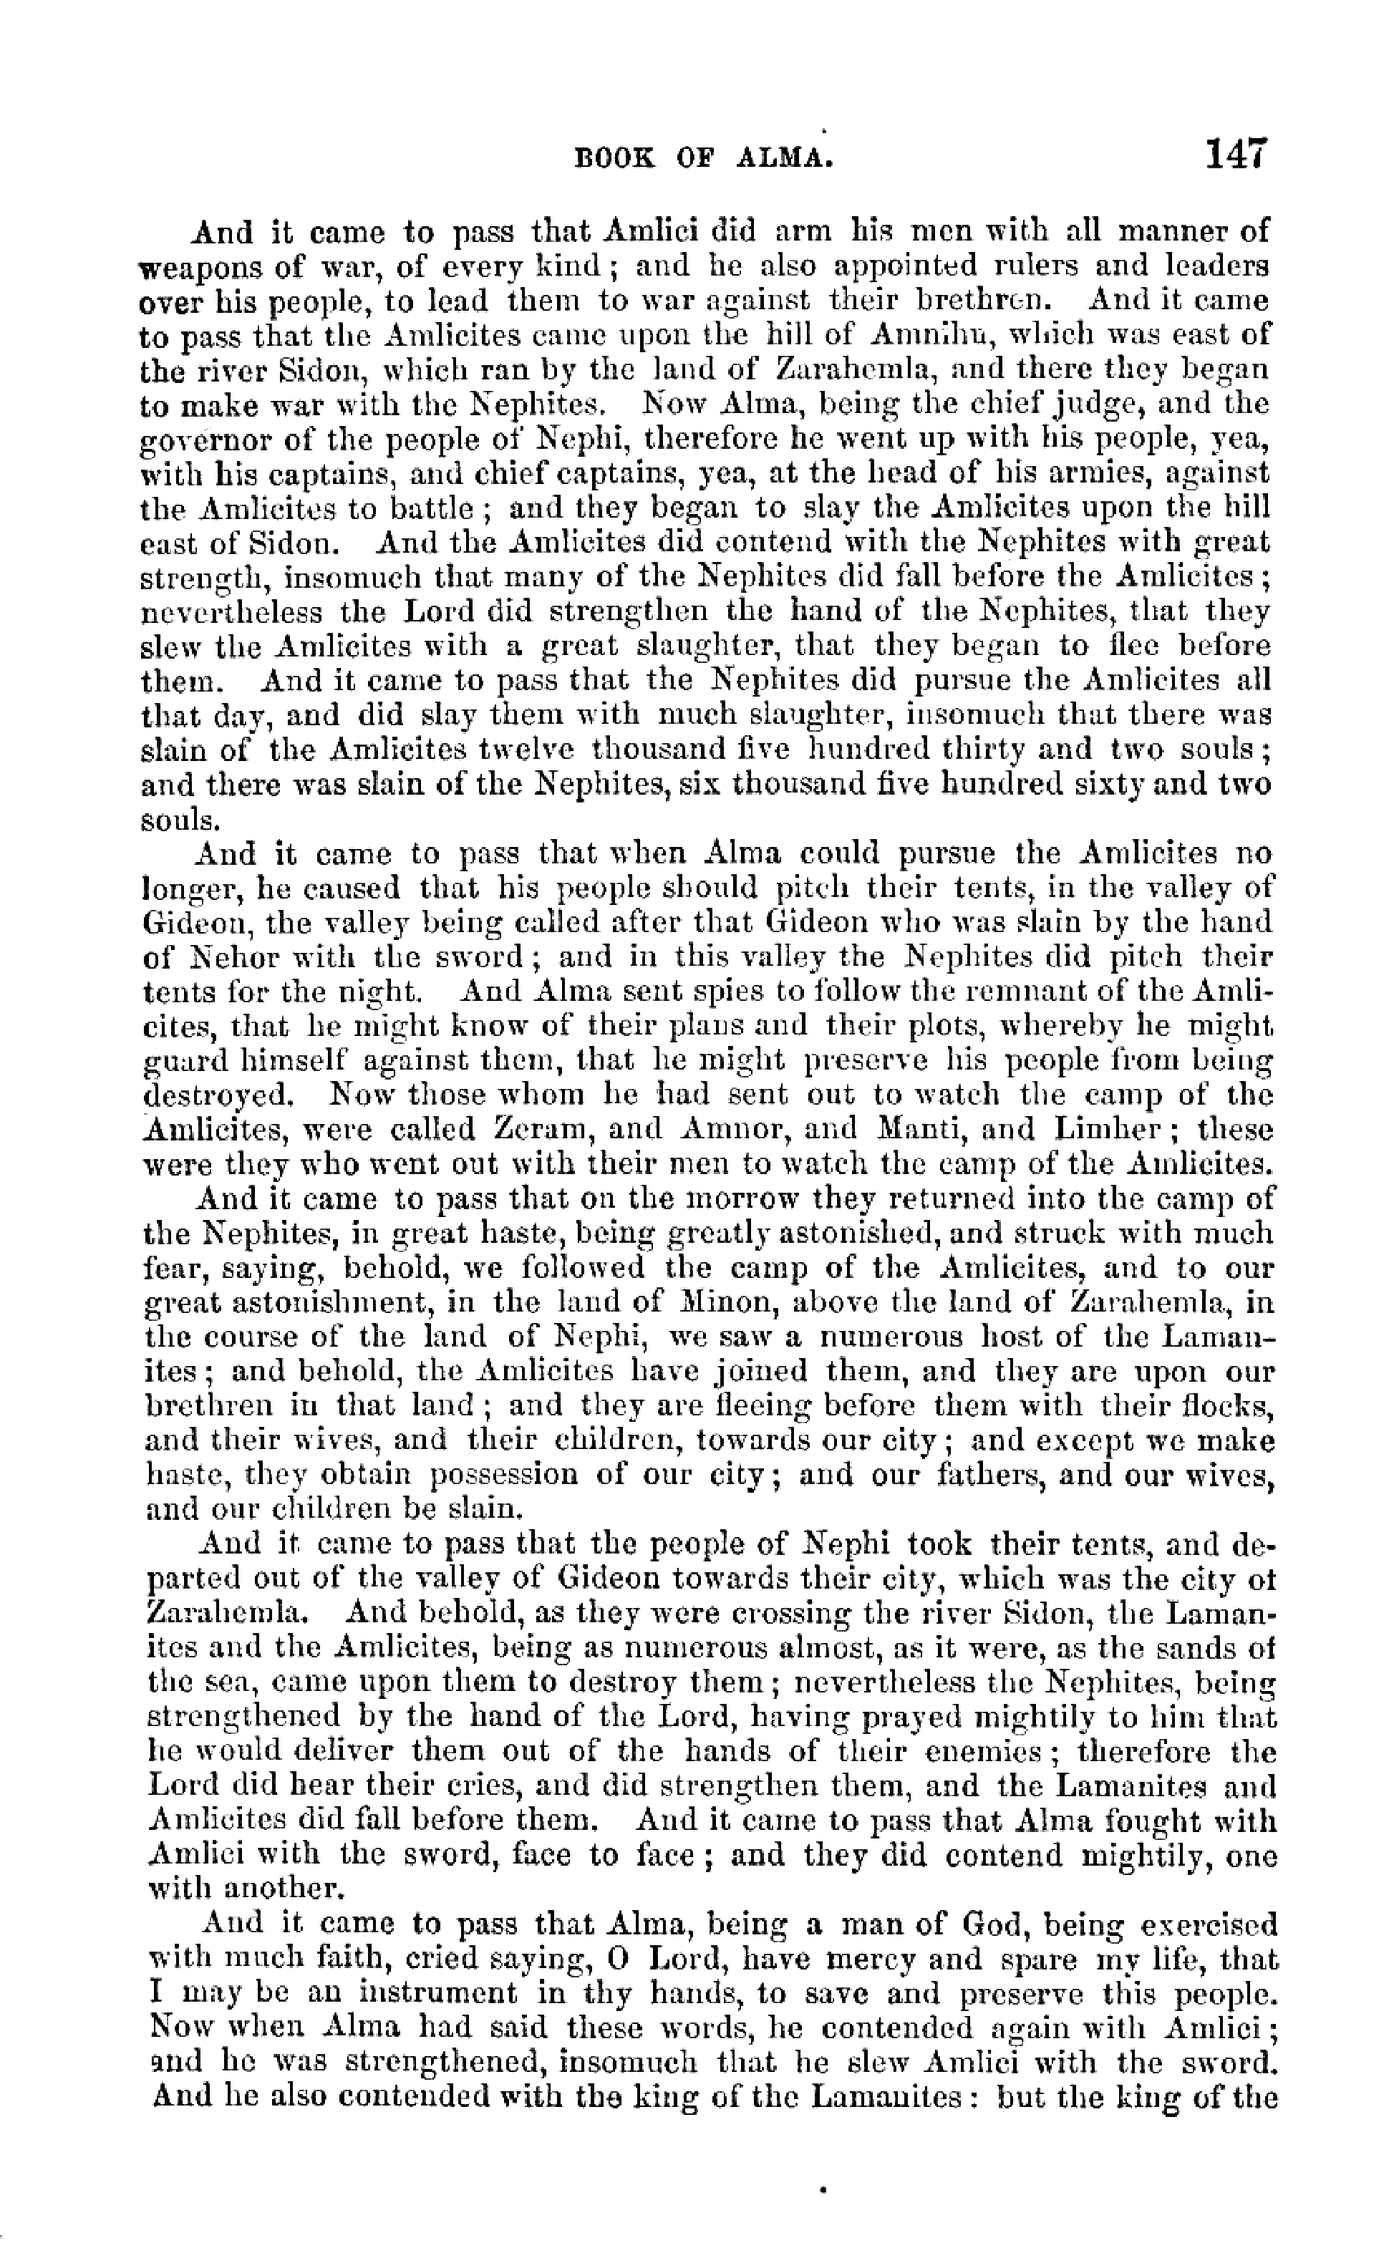 BOOK OF ALMA. 147
And it came to pass that Amlici did arm his men with all manner of
weapons of war, of every kind; and he also appointed rulers and leaders
over his people, to lead them to war against their brethren. And it came
to pass that the Amlicites came upon the hill of Amnihu, which was east of
the river Sidon, which ran by the land of Zarahemla, and there they began
to make war with the Nephites. Now Alma, being the chief judge, and the
governor of the people of Nephi, therefore he went up with his people, yea,
with his captains, and chief captains, yea, at the head of his armies, against
the Amlicites to battle; and they began to slay the Amlicites upon the hill
east of Sidon. And the Amlicites did contend with the Nephites with great
strength, insomuch that many of the Nephites did fall before the Amlicites;
nevertheless the Lord did strengthen the hand of the Nephites, that they
slew the Amlicites with a great slaughter, that they began to flee before
them. And it came to pass that the Nephites did pursue the Amlicites all
that day, and did slay them with much slaughter, insomuch that there was
slain of the Amlicites twelve thousand five hundred thirty and two souls;
and there was slain of the Nephites, six thousand five hundred sixty and two
souls.
And it came to pass that when Alma could pursue the Amlicites no
longer, he caused that his people should pitch their tents, in the valley of
Gideon, the valley being called after that Gideon who was slain by the hand
of Nehor with the sword; and in this valley the Nephites did pitch their
tents for the night. And Alma sent spies to follow the remnant of the Amli-
cites, that he might know of their plans and their plots, whereby he might
guard himself against them, that he might preserve his people from being
destroyed. Now those whom he had sent out to watch the camp of the
Amlicites, were called Zeram, and Amnor, and Manti, and Limher; these
were they who went out with their men to watch the camp of the Amlicites.
And it came to pass that on the morrow they returned into the camp of
the Nephites, in great haste, being greatly astonished, and struck with much
fear, saying, behold, we followed the camp of the Amlicites, and to our
great astonishment, in the land of Minon, above the land of Zarahemla, in
the course of the land of Nephi, we saw a numerous host of the Laman-
ites; and behold, the Amlicites have joined them, and they are upon our
brethren in that land; and they are fleeing before them with their flocks,
and their wives, and their children, towards our city; and except we make
haste, they obtain possession of our city; and our fathers, and our wives,
and our children be slain.
And it came to pass that the people of Nephi took their tents, and de-
parted out of the valley of Gideon towards their city, which was the city of
Zarahemla. And behold, as they were crossing the river Sidon, the Laman-
ites and the Amlicites, being as numerous almost, as it were, as the sands of
the sea, came upon them to destroy them; nevertheless the Nephites, being
strengthened by the hand of the Lord, having prayed mightily to him that
he would deliver them out of the hands of their enemies; therefore the
Lord did hear their cries, and did strengthen them, and the Lamanites and
Amlicites did fall before them. And it came to pass that Alma fought with
Amlici with the sword, face to face; and they did contend mightily, one
with another.
And it came to pass that Alma, being a man of God, being exercised
with much faith, cried saying, O Lord, have mercy and spare my life, that
I may be an instrument in thy hands, to save and preserve this people.
Now when Alma had said these words, he contended again with Amlici;
and he was strengthened, insomuch that he slew Amlici with the sword.
And he also contended with the king of the Lamanites: but the king of the